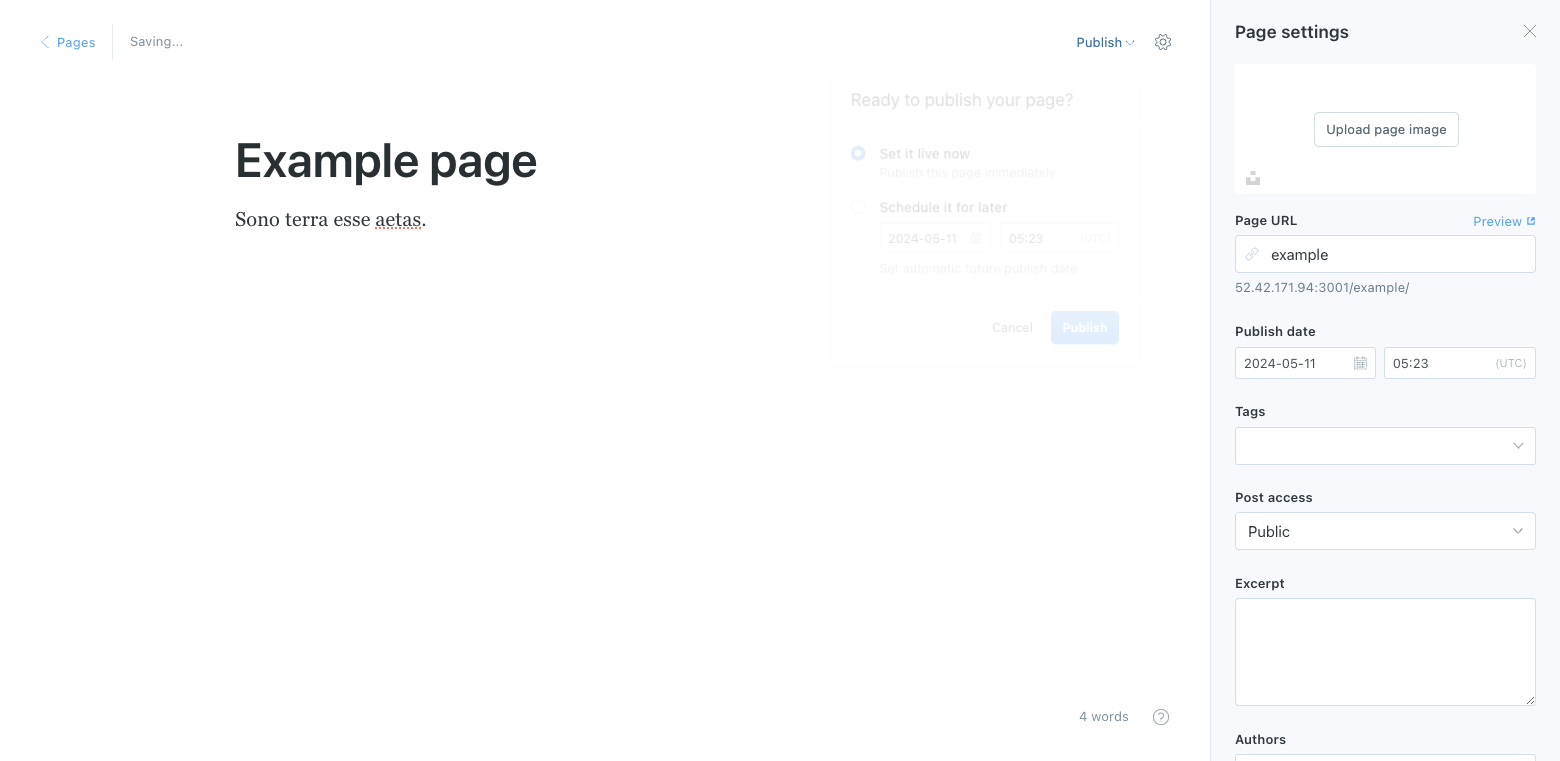 Pages
Saving...
Publish
Example page
Sono terra esse aetas.
Ready to publish your page?
Set it live now
Publish this page immediately
Schedule it for later
2024-05-11
05:23
(UTC)
Set automatic future publish date
Cancel
Publish
4 words
?
Page settings
Upload page image
Page URL
Preview
example
52.42.171.94:3001/example/
Publish date
2024-05-11
05:23
(UTC)
Tags
Post access
Public
Excerpt
Authors